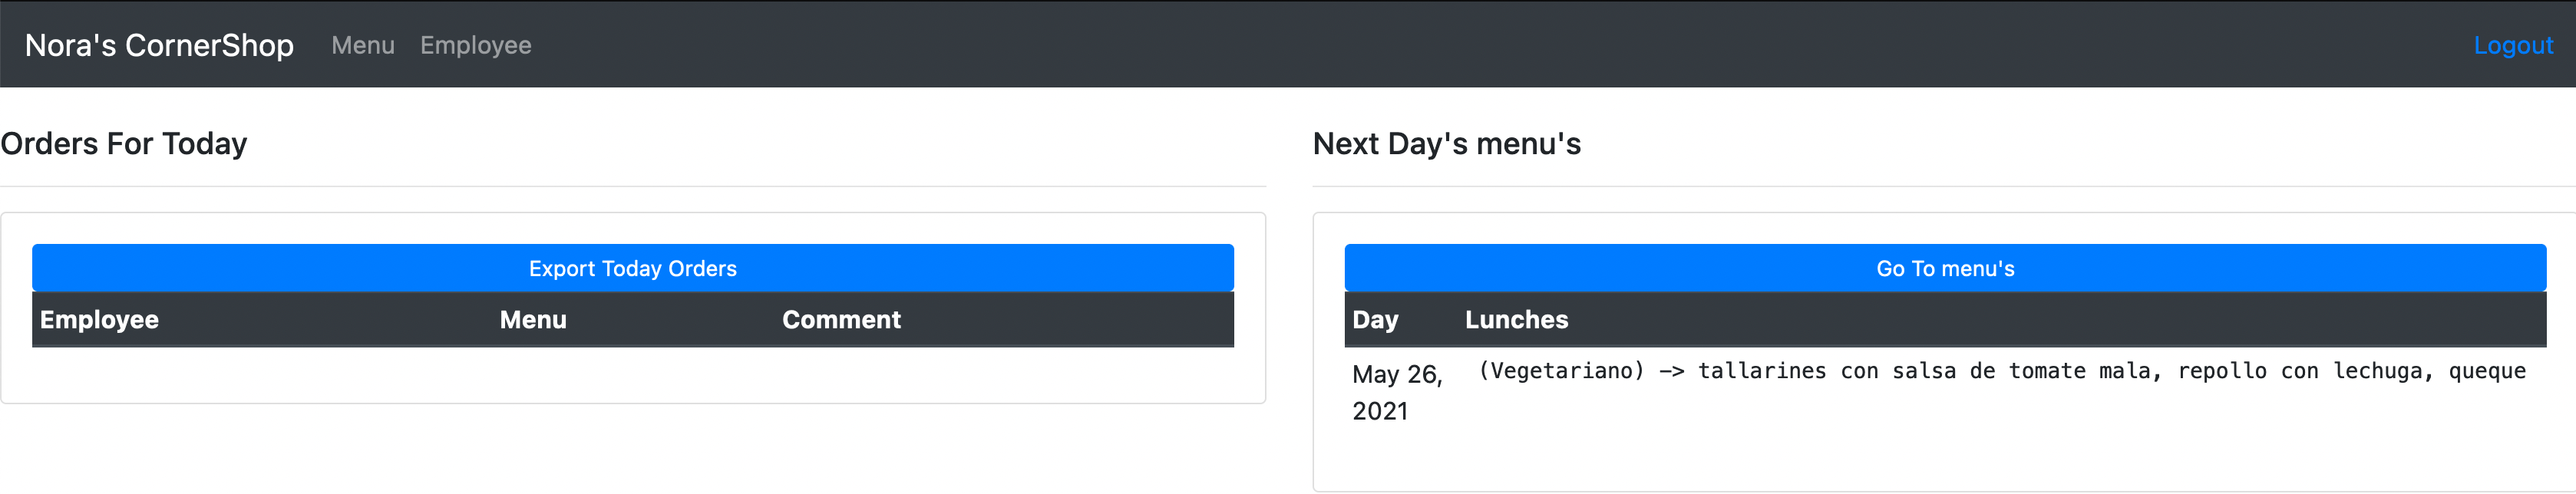 Nora's CornerShop Menu Employee Logout
Orders For Today
Export Today Orders
Employee Menu Comment
Next Day's menu's
Go To menu's
Day Lunches
May 26, (Vegetariano) -> tallarines con salsa de tomate mala, repollo con lechuga, queque
2021